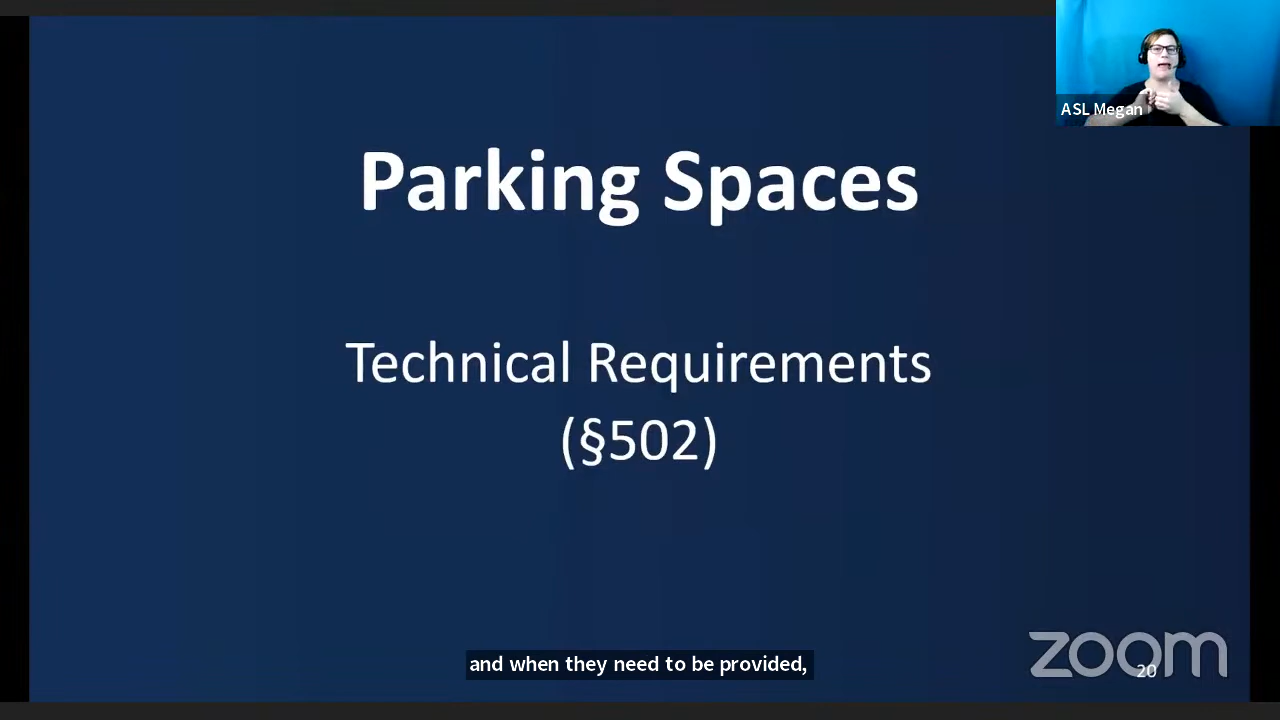 ASL Megan
Parking Spaces
Technical Requirements
(§502)
and when they need to be provided,
zoom
20